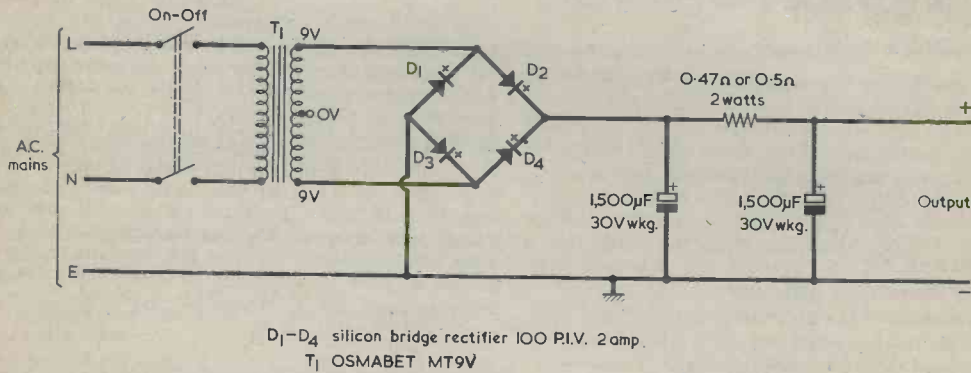 On-Off
T1
9V
L
D1
D2
0.47Ω or 0.5Ω
2 watts
+
0V
A.C.
mains
D3
D4
N
9V
+
1,500µF
30V wkg.
+
1,500µF
30V wkg.
Output
E
−
D1-D4 silicon bridge rectifier 100 P.I.V. 2 amp
T1 OSMABET MT9V